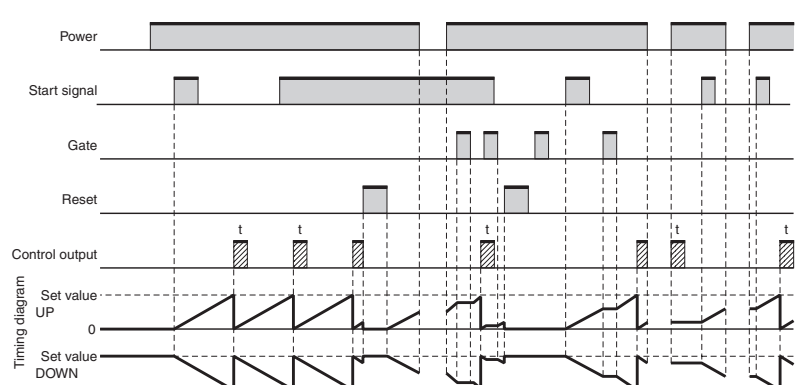 Power
Start signal
Gate
Reset
t t t t t
Control output
Timing diagram
Set value
UP
0
Set value
DOWN